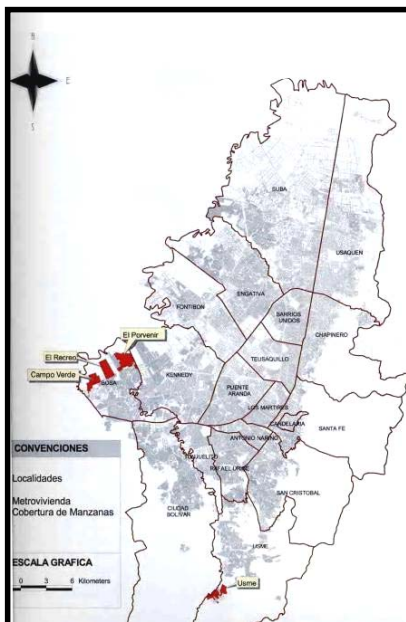 E
S
SUBA
USAQUEN
ENGATIVA
FONTIBON
BARRIOS
UNIDOS
El Porvenir
CHAPINERO
TEUSAQUILLO
El Recreo
Campo Verde
KENNEDY
BOSA
PUENTE
ARANDA
LOS MARTIRES
CANDELARIA
SANTA FE
ANTONIO NARIÑO
CONVENCIONES
TUNJUELITO
RAFAEL URIBE
Localidades
SAN CRISTOBAL
Metrovivienda
Cobertura de Manzanas
CIUDAD
BOLIVAR
USME
ESCALA GRAFICA
0 3 6 Kilometers
Usme